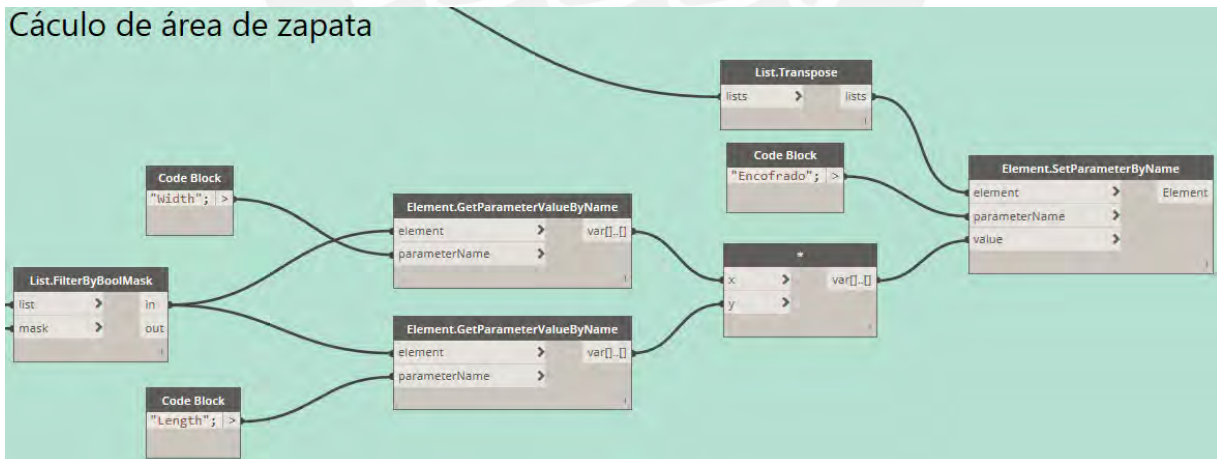 Cáculo de área de zapata
List.Transpose
lists > lists
Code Block
"Encofrado"; >
Element.SetParameterByName
element > Element
parameterName >
value >
Code Block
"Width"; >
Element.GetParameterValueByName
element > var[]..[]
parameterName >
*
x > var[]..[]
y >
List.FilterByBoolMask
list > in
mask > out
Element.GetParameterValueByName
element > var[]..[]
parameterName >
Code Block
"Length"; >